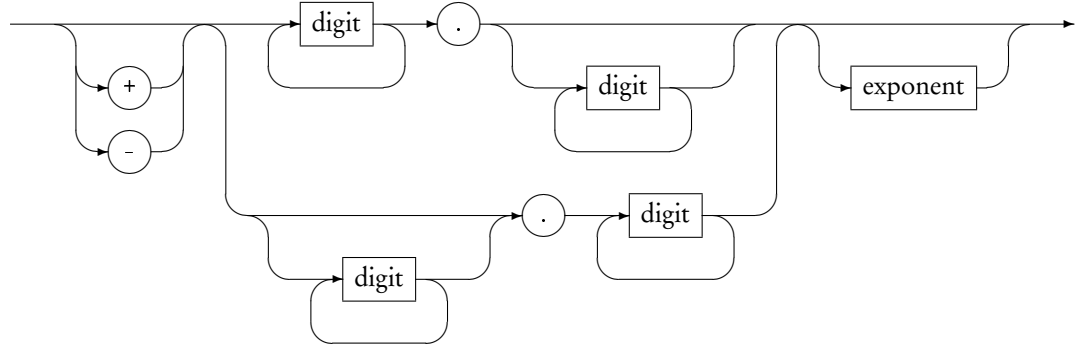 digit .
+ digit exponent
-
. digit
digit